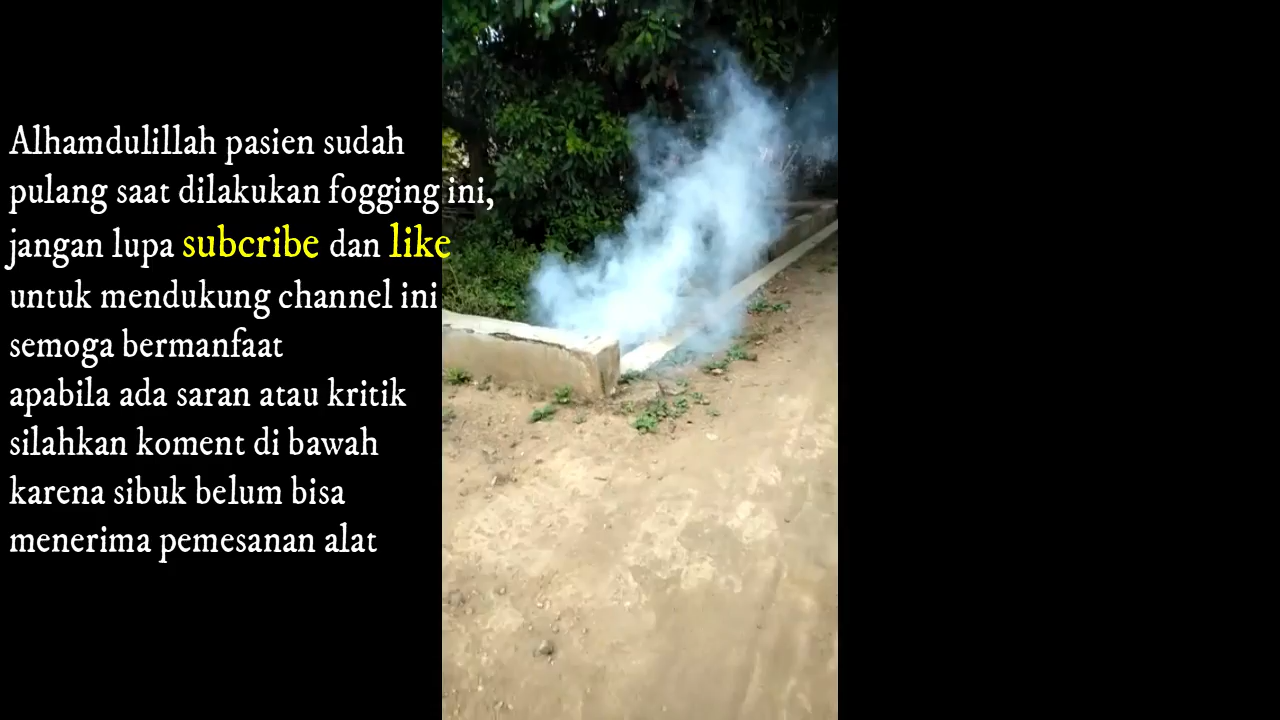 Alhamdulillah pasien sudah
pulang saat dilakukan fogging ini,
jangan lupa subcribe dan like
untuk mendukung channel ini
semoga bermanfaat
apabila ada saran atau kritik
silahkan koment di bawah
karena sibuk belum bisa
menerima pemesanan alat